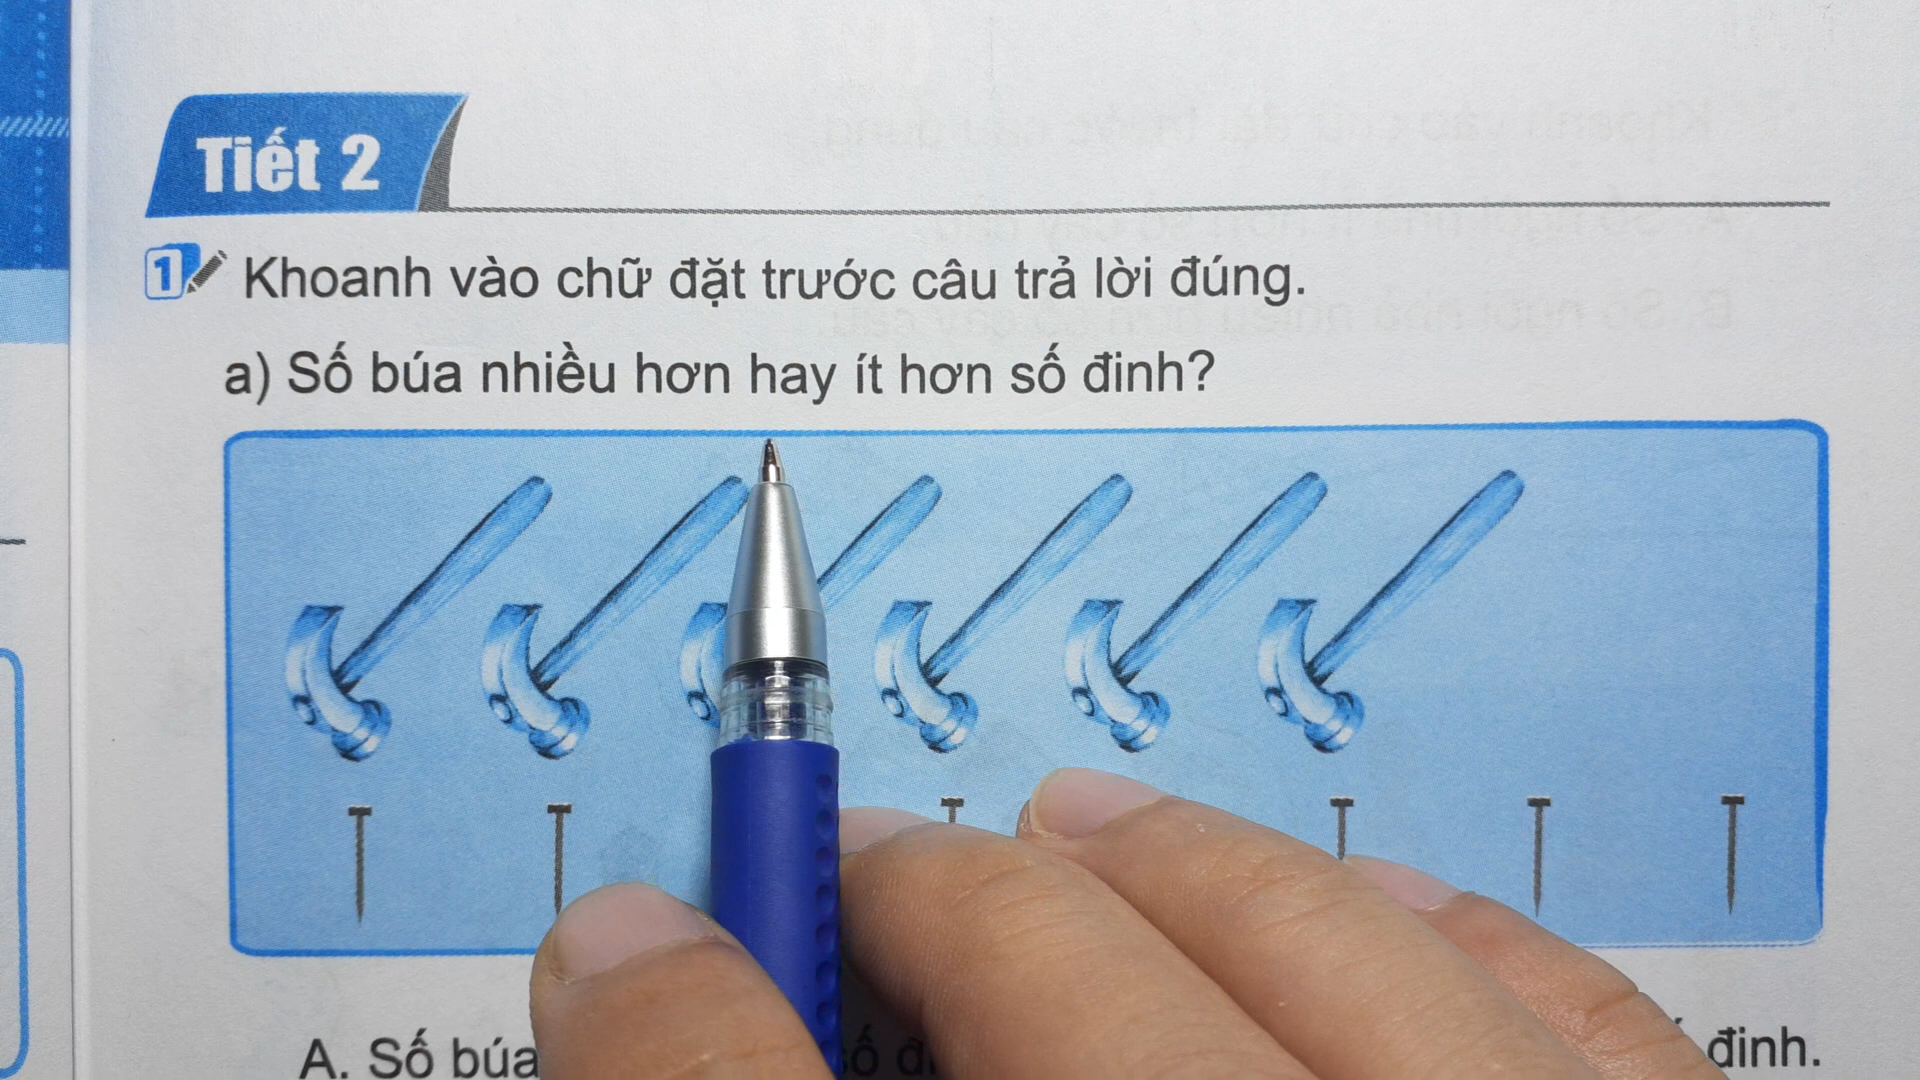 Tiết 2
1 Khoanh vào chữ đặt trước câu trả lời đúng.
a) Số búa nhiều hơn hay ít hơn số đinh?
A. Số búa đinh.